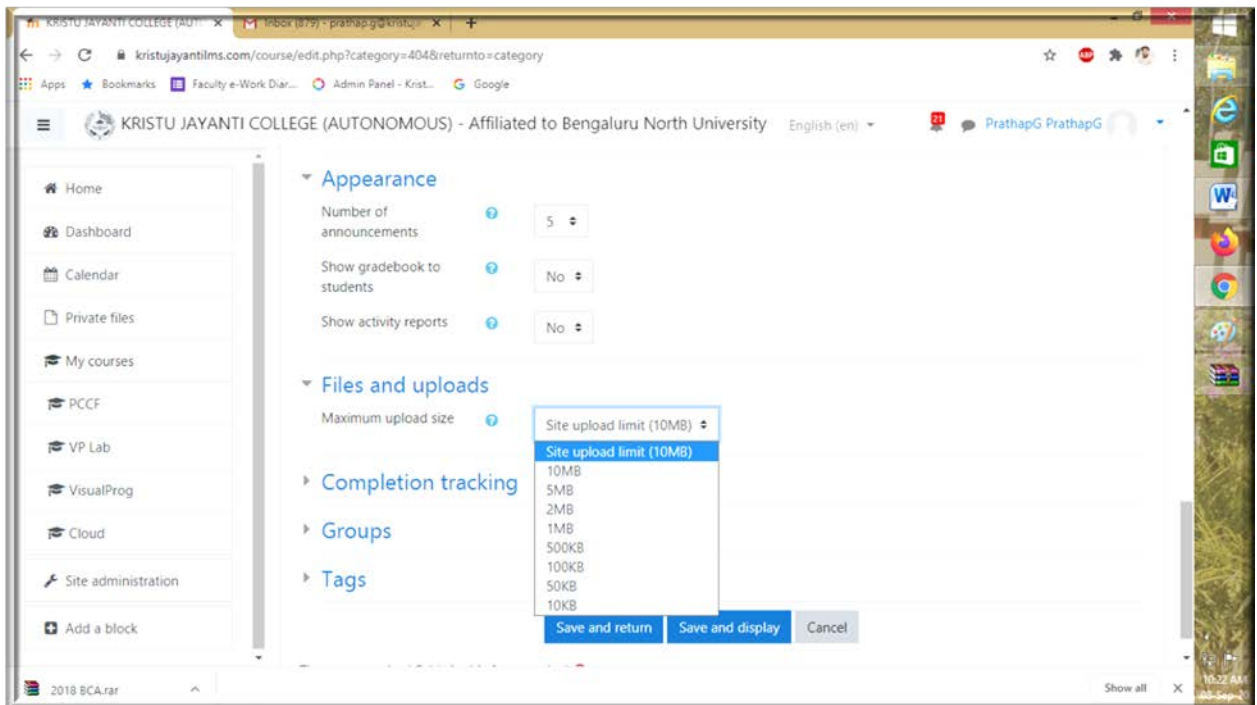 KRISTU JAYANTI COLLEGE (AUTO
Inbox (879) - prathap.g@kristuja
kristujayantilms.com/course/edit.php?category=404&returnto=category
Apps Bookmarks Faculty e-Work Diar... Admin Panel - Krist... Google
KRISTU JAYANTI COLLEGE (AUTONOMOUS) - Affiliated to Bengaluru North University English (en) 21 PrathapG PrathapG
Home
Dashboard
Calendar
Private files
My courses
PCCF
VP Lab
VisualProg
Cloud
Site administration
Add a block
Appearance
Number of
announcements
5
Show gradebook to
students
No
Show activity reports
No
Files and uploads
Maximum upload size
Site upload limit (10MB)
Site upload limit (10MB)
10MB
5MB
2MB
1MB
500KB
100KB
50KB
10KB
Completion tracking
Groups
Tags
Save and return Save and display Cancel
2018 BCA.rar
Show all
10:22 AM
08-Sep-20